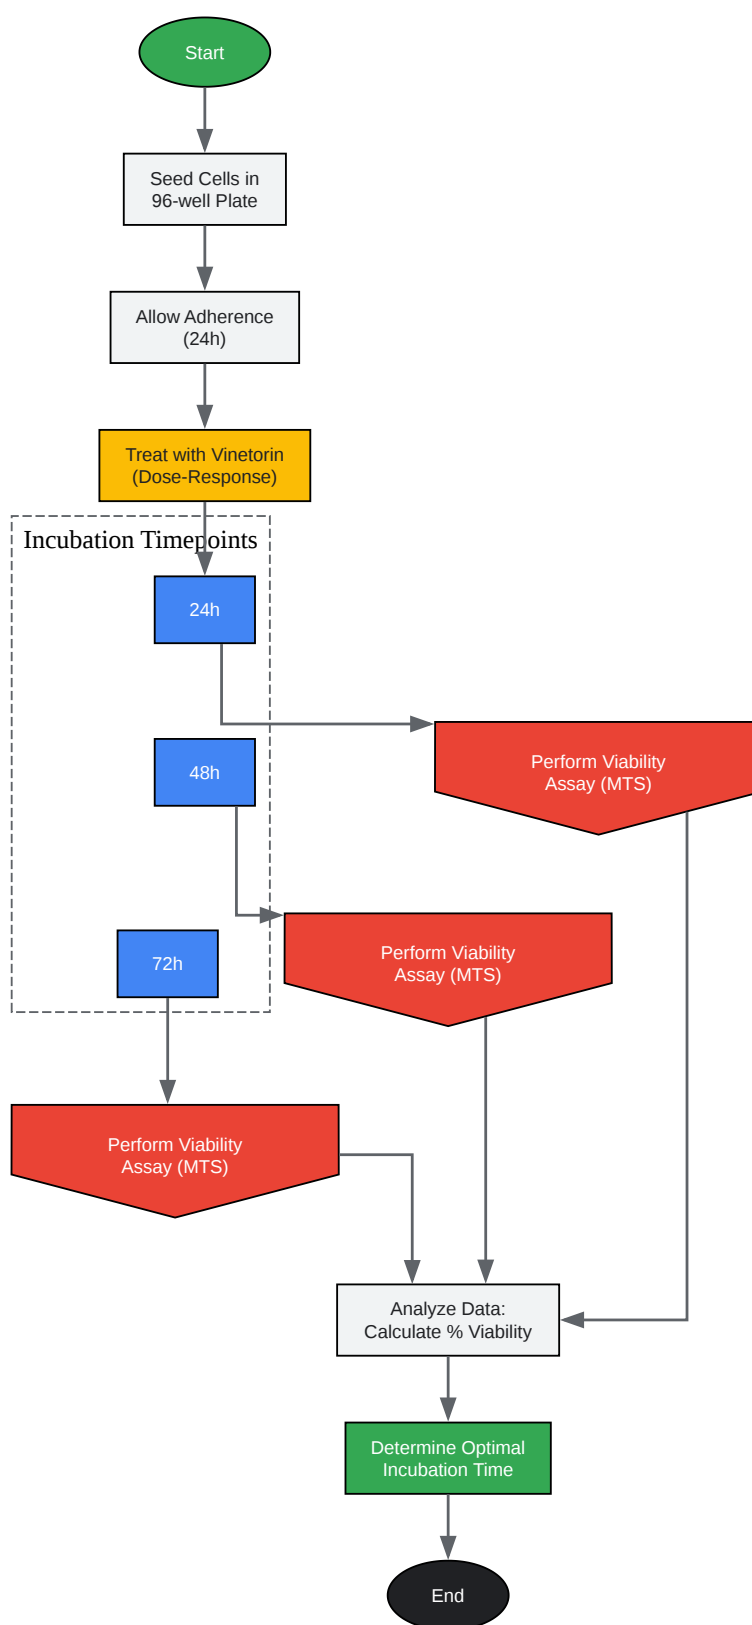 Start
Seed Cells in
96-well Plate
Allow Adherence
(24h)
Treat with Vinetorin
(Dose-Response)
Incubation Timepoints
24h
Perform Viability
Assay (MTS)
48h
Perform Viability
Assay (MTS)
72h
Perform Viability
Assay (MTS)
Analyze Data:
Calculate % Viability
Determine Optimal
Incubation Time
End